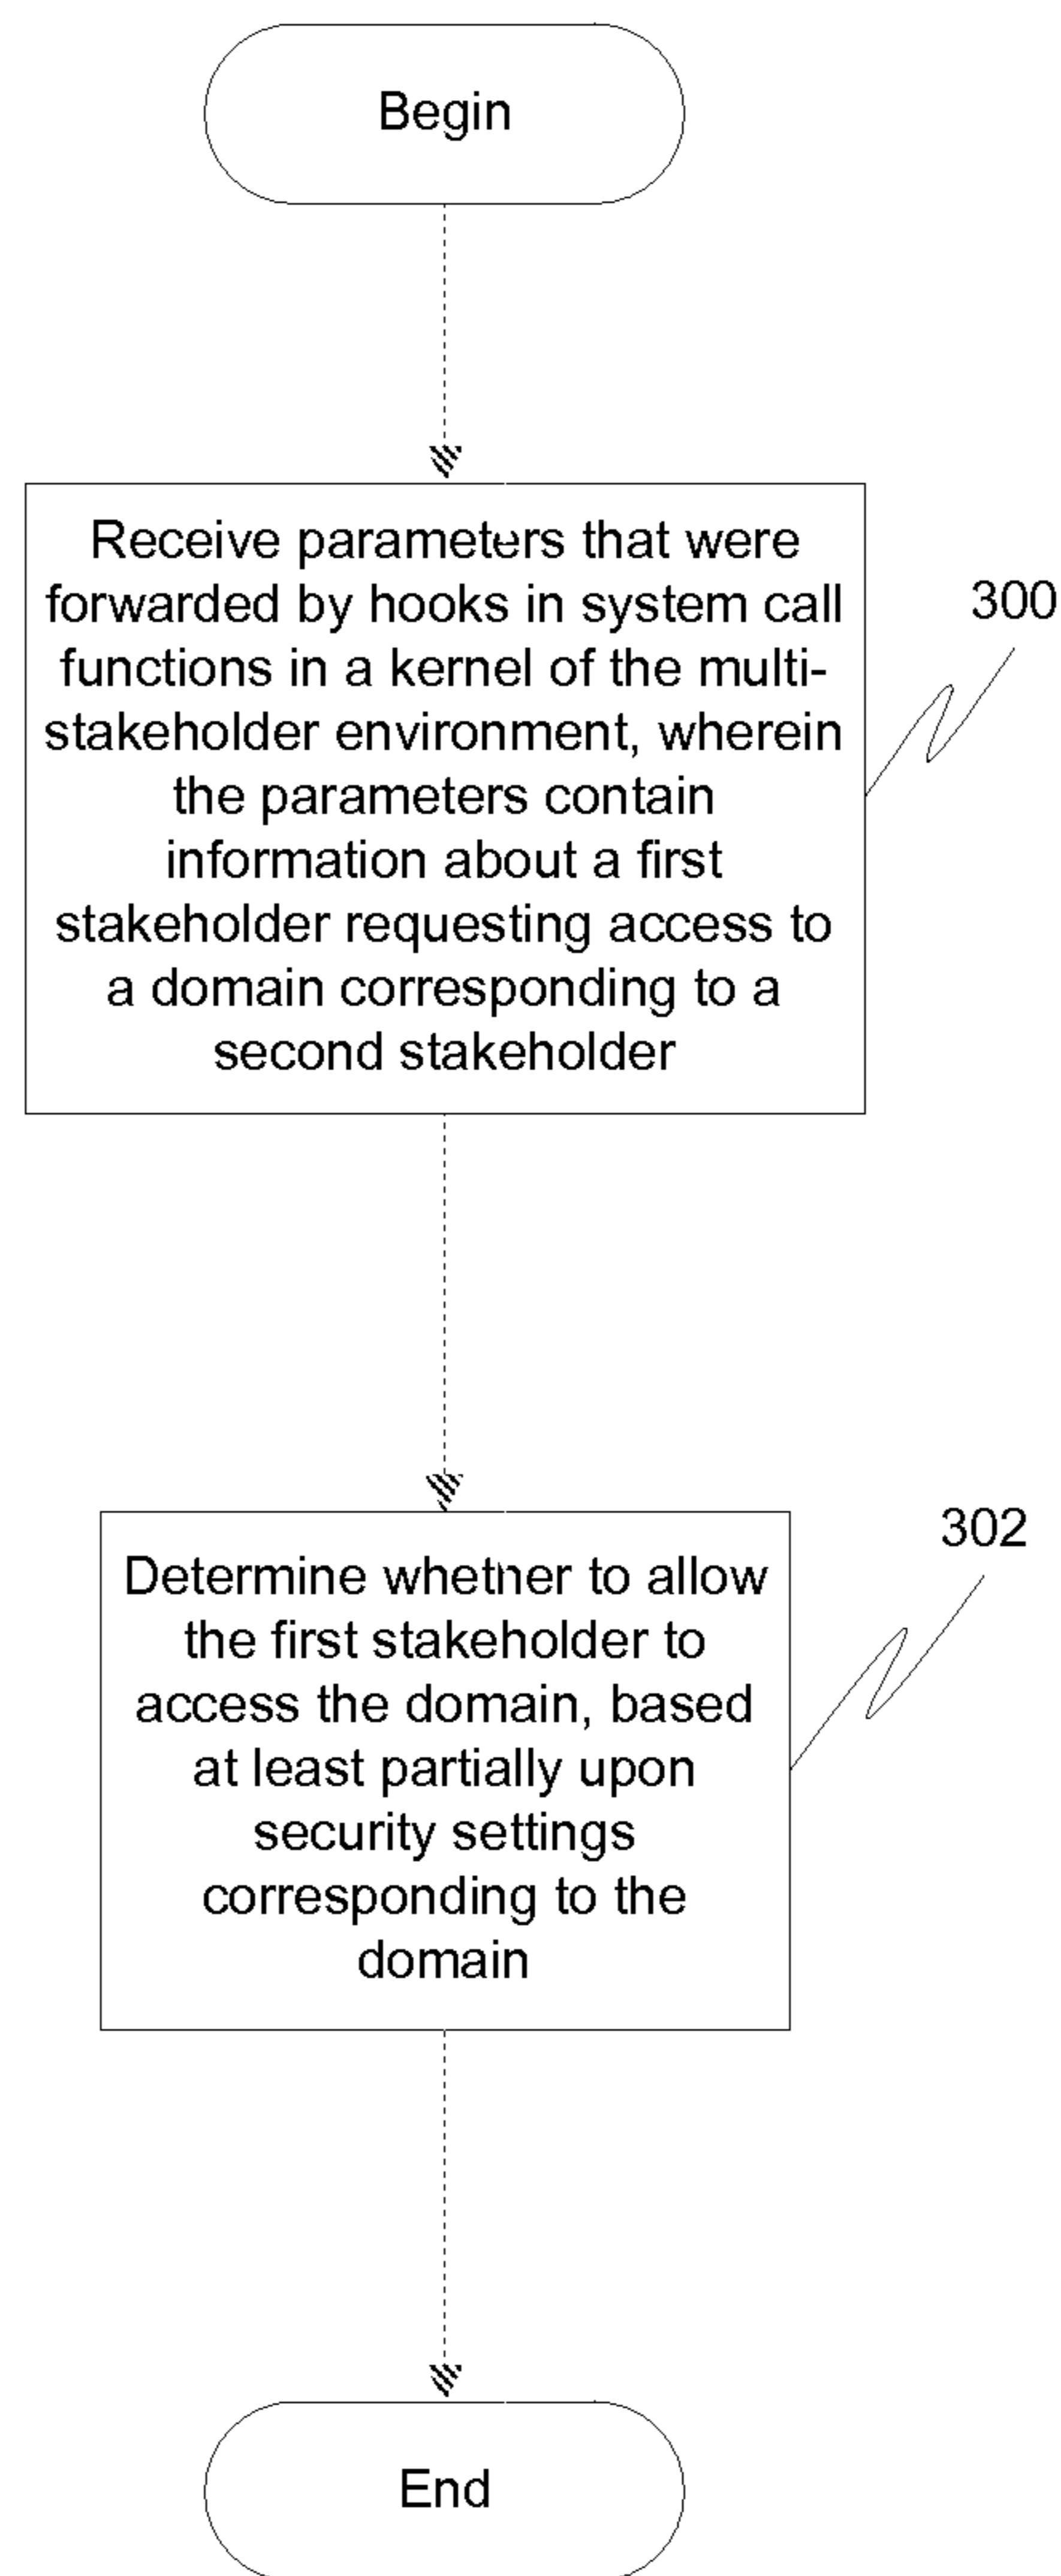 Begin
Receive parameters that were
forwarded by hooks in system call
functions in a kernel of the multi-
stakeholder environment, wherein
the parameters contain
information about a first
stakeholder requesting access to
a domain corresponding to a
second stakeholder
300
Determine whether to allow
the first stakeholder to
access the domain, based
at least partially upon
security settings
corresponding to the
domain
302
End